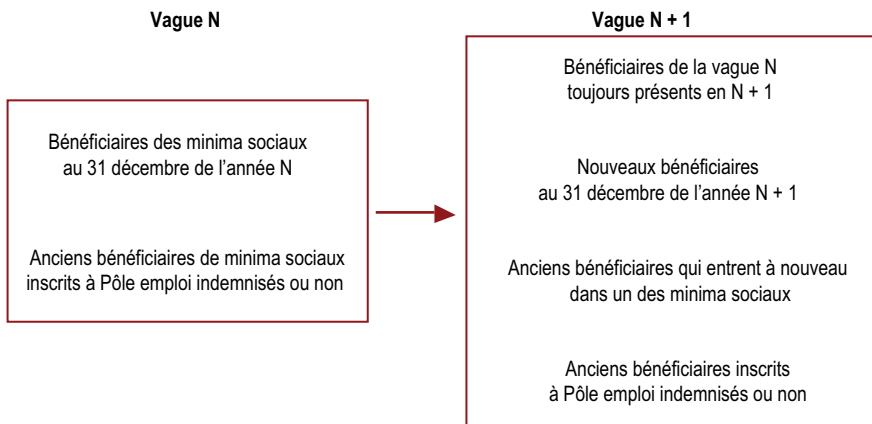 Vague N
Bénéficiaires des minima sociaux
au 31 décembre de l'année N
Anciens bénéficiaires de minima sociaux
inscrits à Pôle emploi indemnisés ou non
Vague N + 1
Bénéficiaires de la vague N
toujours présents en N + 1
Nouveaux bénéficiaires
au 31 décembre de l'année N + 1
Anciens bénéficiaires qui entrent à nouveau
dans un des minima sociaux
Anciens bénéficiaires inscrits
à Pôle emploi indemnisés ou non